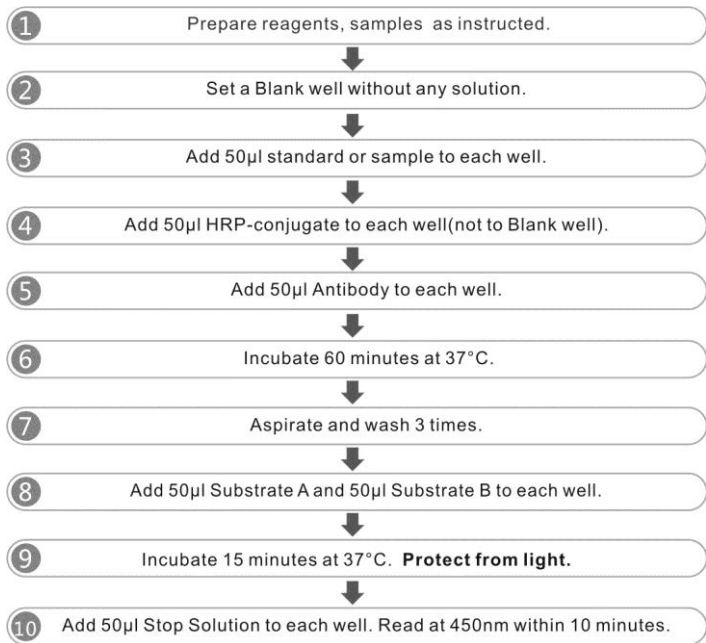 1 Prepare reagents, samples as instructed.
2 Set a Blank well without any solution.
3 Add 50μl standard or sample to each well.
4 Add 50μl HRP-conjugate to each well(not to Blank well).
5 Add 50μl Antibody to each well.
6 Incubate 60 minutes at 37°C.
7 Aspirate and wash 3 times.
8 Add 50μl Substrate A and 50μl Substrate B to each well.
9 Incubate 15 minutes at 37°C. Protect from light.
10 Add 50μl Stop Solution to each well. Read at 450nm within 10 minutes.